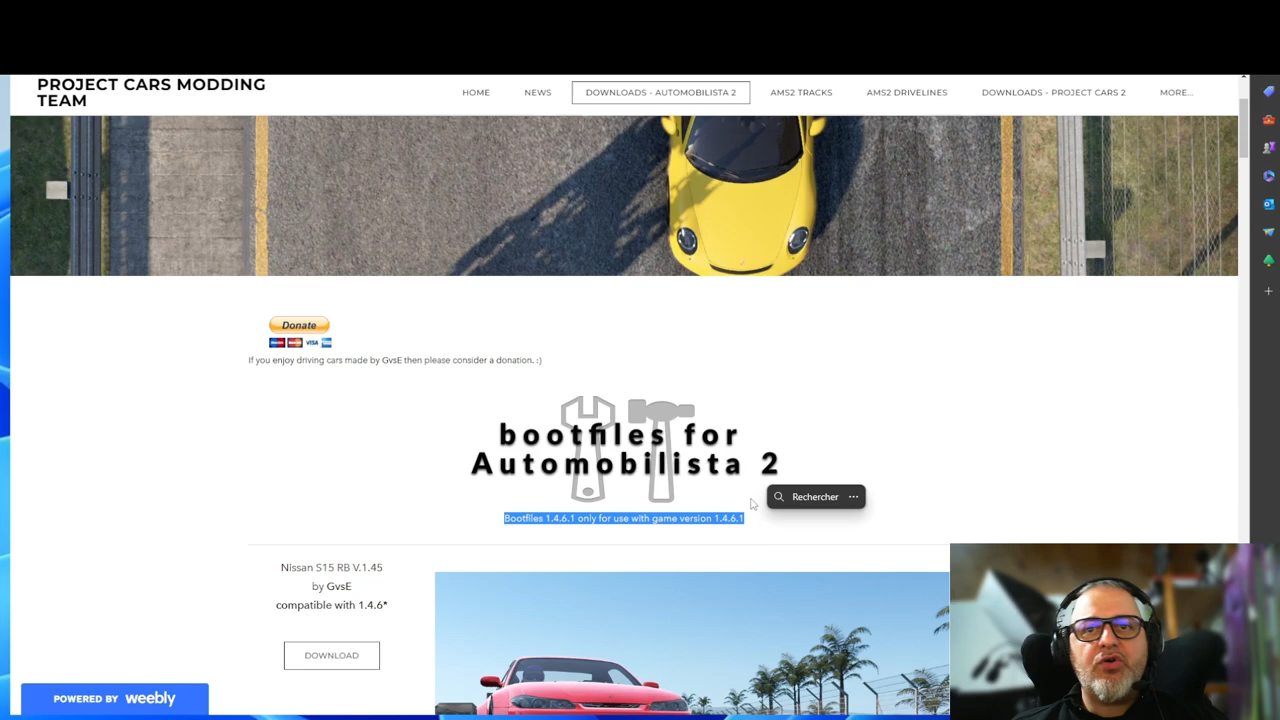 PROJECT CARS MODDING
TEAM
HOME NEWS DOWNLOADS - AUTOMOBILISTA 2 AMS2 TRACKS AMS2 DRIVELINES DOWNLOADS - PROJECT CARS 2 MORE...
Donate
VISA
If you enjoy driving cars made by GvsE then please consider a donation. :)
bootfiles for
Automobilista 2
Rechercher ...
Bootfiles 1.4.6.1 only for use with game version 1.4.6.1
Nissan S15 RB V.1.45
by GvsE
compatible with 1.4.6*
DOWNLOAD
POWERED BY weebly